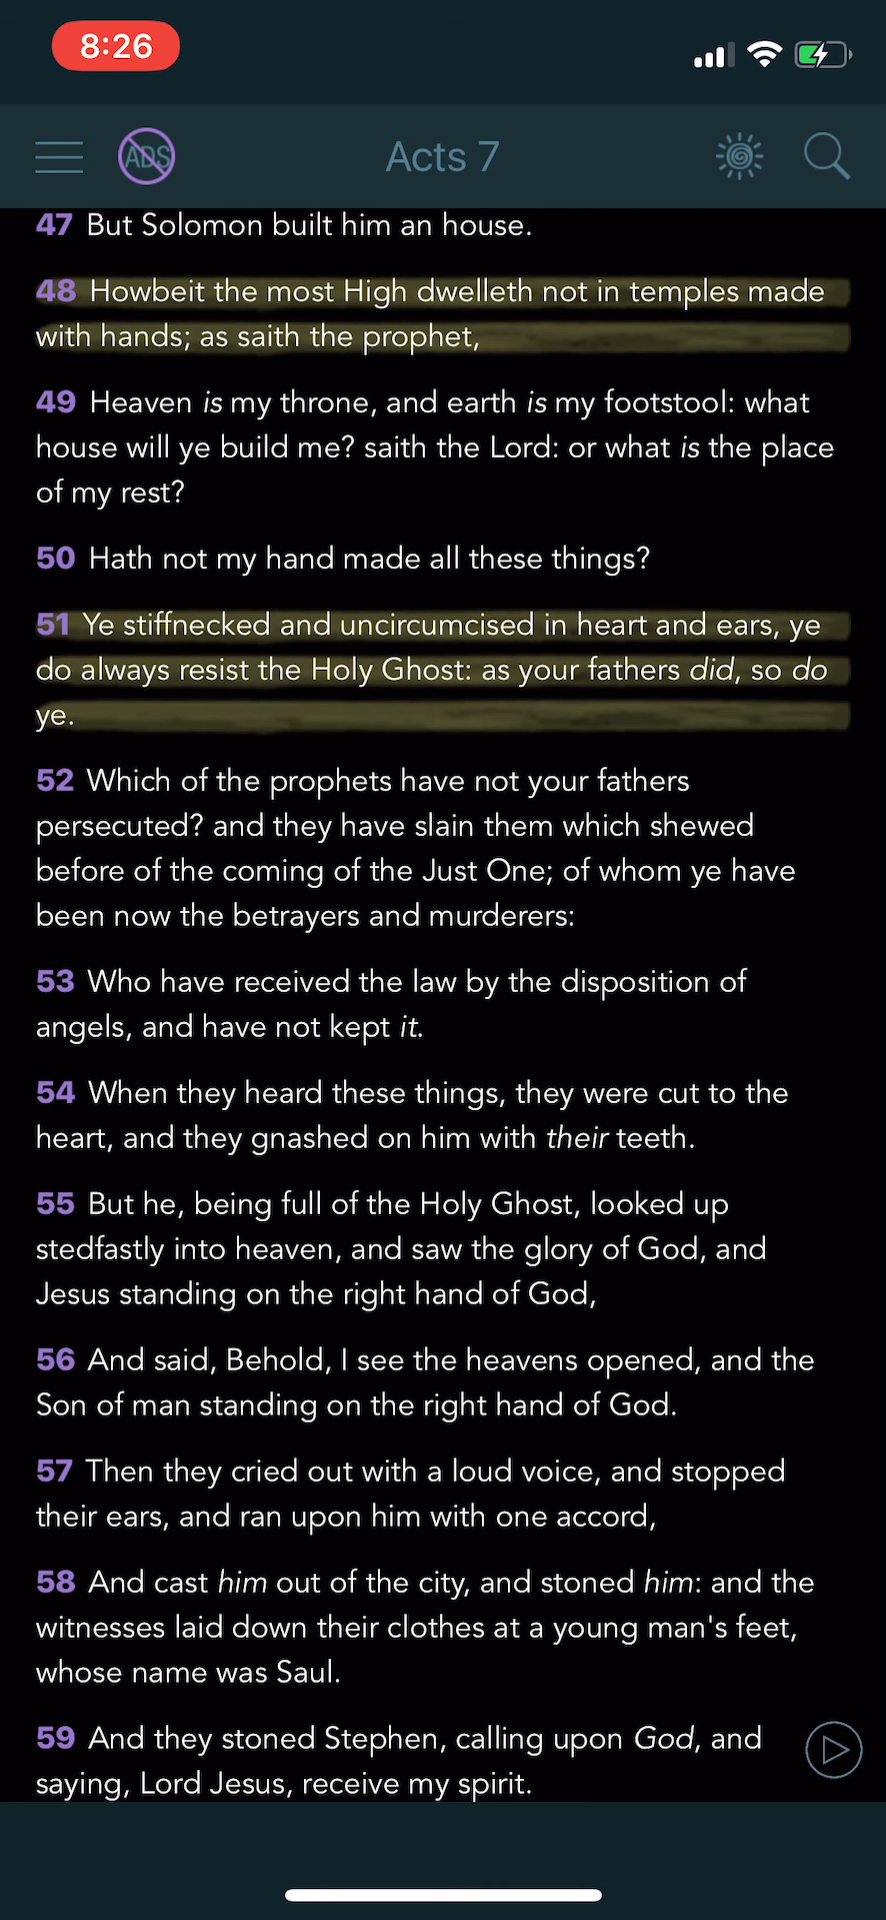 8:26
ADS
Acts 7
47 But Solomon built him an house.
48 Howbeit the most High dwelleth not in temples made
with hands; as saith the prophet,
49 Heaven is my throne, and earth is my footstool: what
house will ye build me? saith the Lord: or what is the place
of my rest?
50 Hath not my hand made all these things?
51 Ye stiffnecked and uncircumcised in heart and ears, ye
do always resist the Holy Ghost: as your fathers did, so do
ye.
52 Which of the prophets have not your fathers
persecuted? and they have slain them which shewed
before of the coming of the Just One; of whom ye have
been now the betrayers and murderers:
53 Who have received the law by the disposition of
angels, and have not kept it.
54 When they heard these things, they were cut to the
heart, and they gnashed on him with their teeth.
55 But he, being full of the Holy Ghost, looked up
stedfastly into heaven, and saw the glory of God, and
Jesus standing on the right hand of God,
56 And said, Behold, I see the heavens opened, and the
Son of man standing on the right hand of God.
57 Then they cried out with a loud voice, and stopped
their ears, and ran upon him with one accord,
58 And cast him out of the city, and stoned him: and the
witnesses laid down their clothes at a young man's feet,
whose name was Saul.
59 And they stoned Stephen, calling upon God, and
saying, Lord Jesus, receive my spirit.